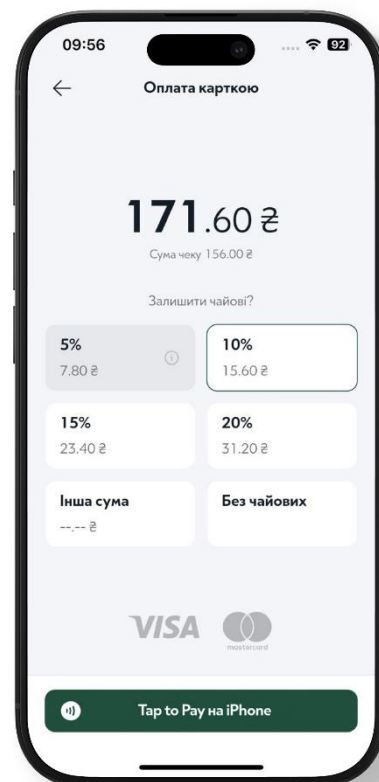 09:56
92
Оплата карткою
171.60 ₴
Сума чеку 156.00 ₴
Залишити чайові?
5%
7.80 ₴
10%
15.60 ₴
15%
23.40 ₴
20%
31.20 ₴
Інша сума
--.-- ₴
Без чайових
VISA
mastercard
Tap to Pay на iPhone